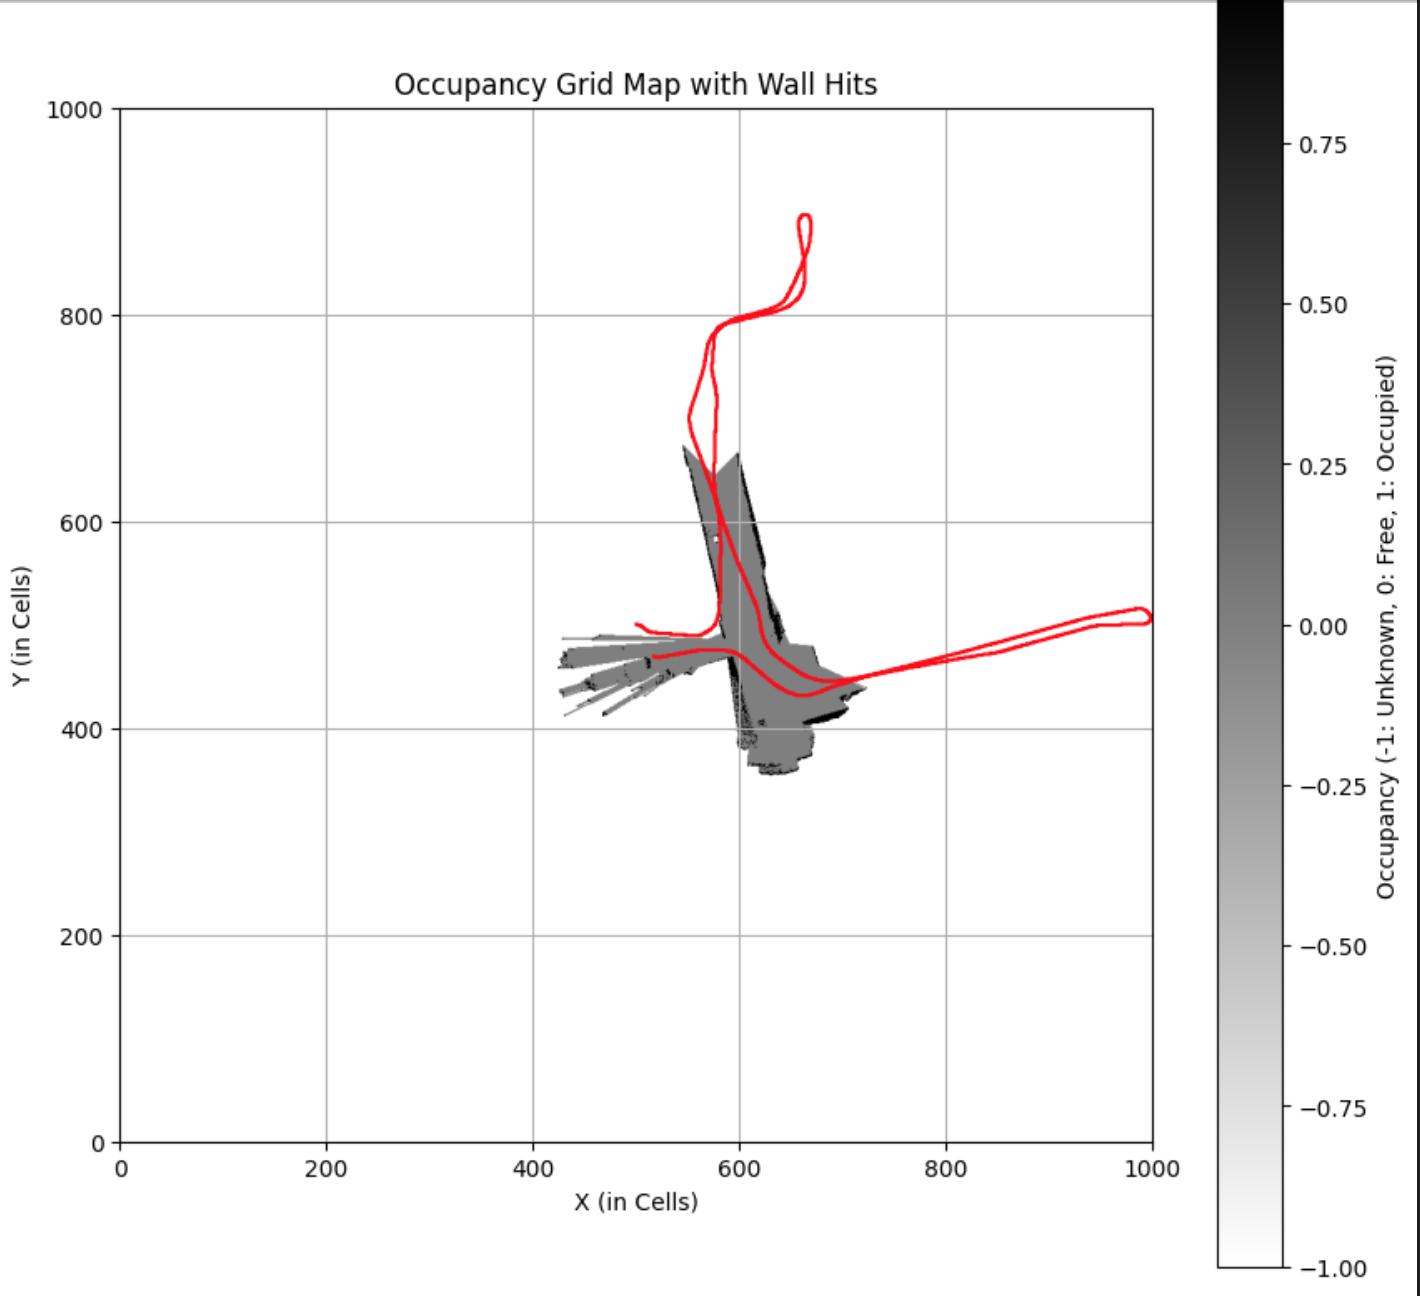 Occupancy Grid Map with Wall Hits
1000
800
600
400
200
0
0 200 400 600 800 1000
X (in Cells)
Y (in Cells)
0.75
0.50
0.25
0.00
−0.25
−0.50
−0.75
−1.00
Occupancy (-1: Unknown, 0: Free, 1: Occupied)